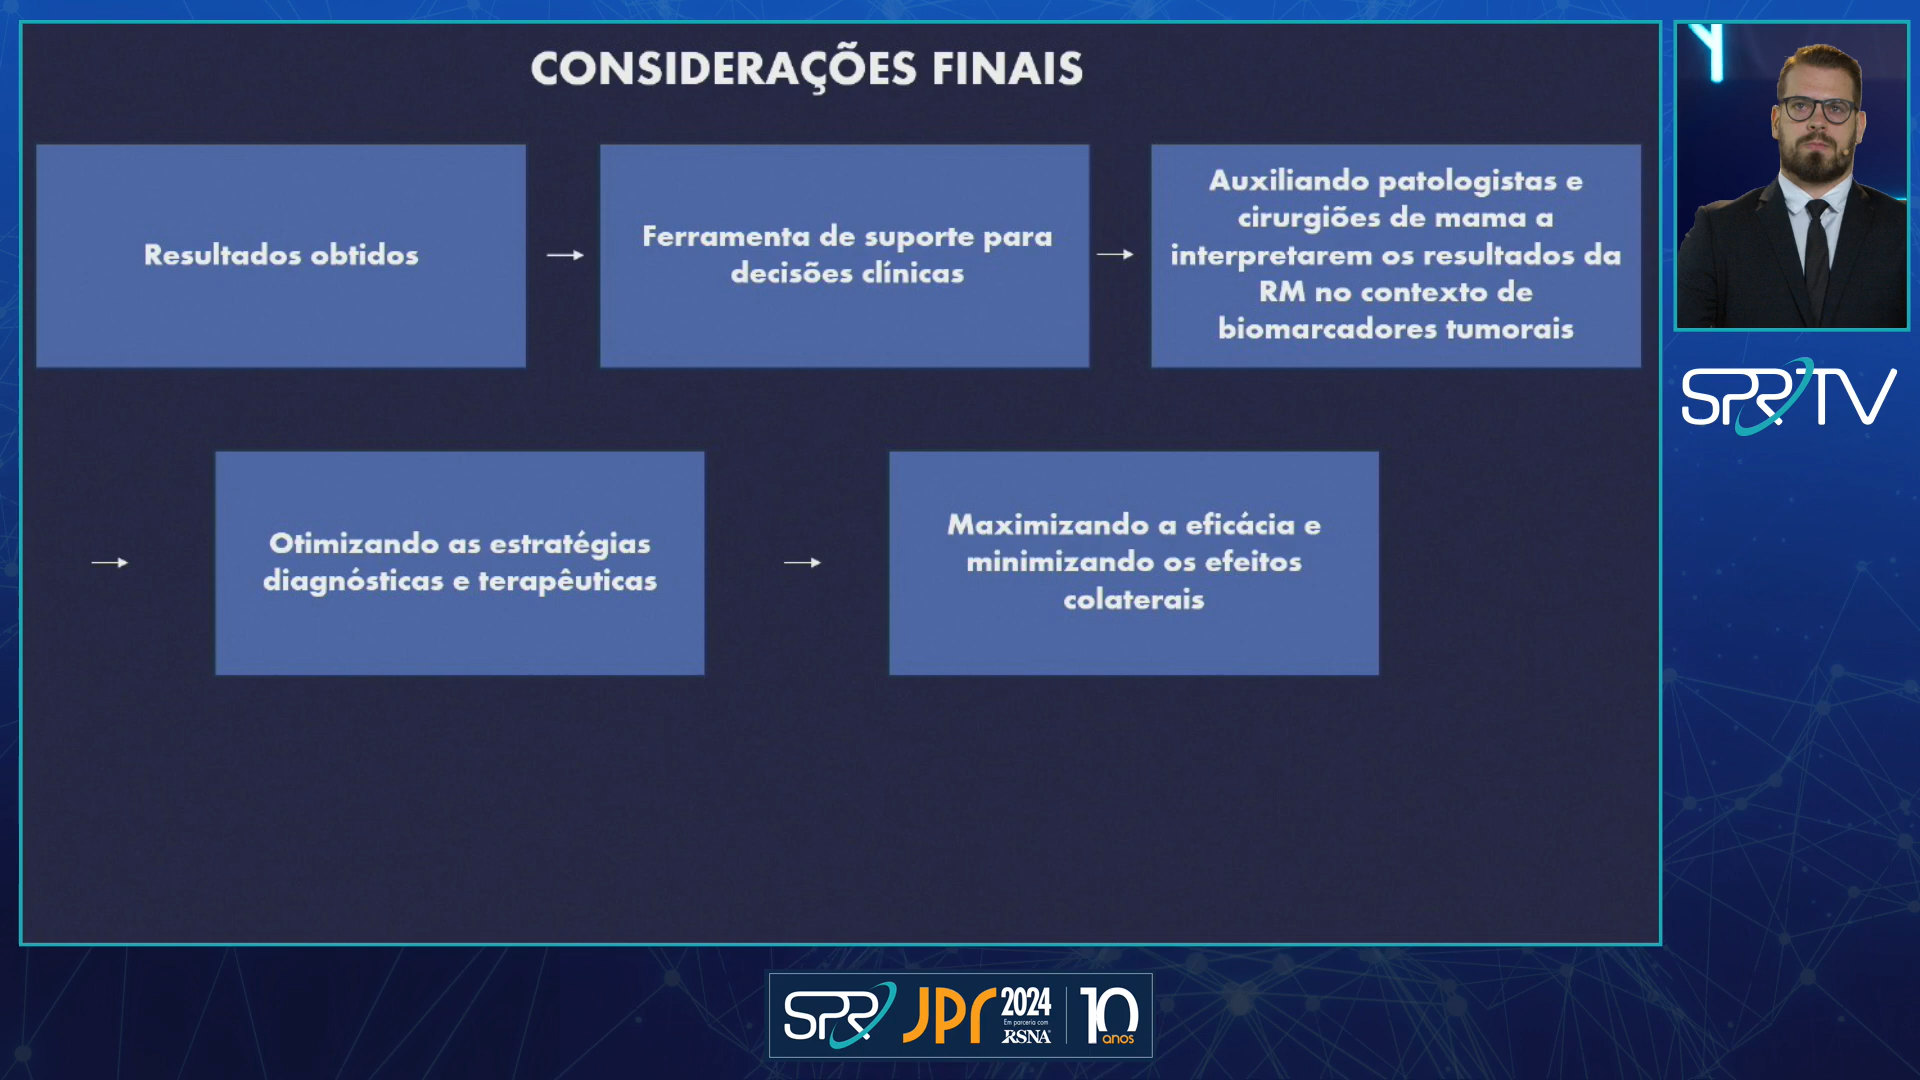 CONSIDERAÇÕES FINAIS
Resultados obtidos
Ferramenta de suporte para
decisões clínicas
Auxiliando patologistas e
cirurgiões de mama a
interpretarem os resultados da
RM no contexto de
biomarcadores tumorais
Otimizando as estratégias
diagnósticas e terapêuticas
Maximizando a eficácia e
minimizando os efeitos
colaterais
SPR TV
SPR JPR 2024
Em parceria com
RSNA
10
anos